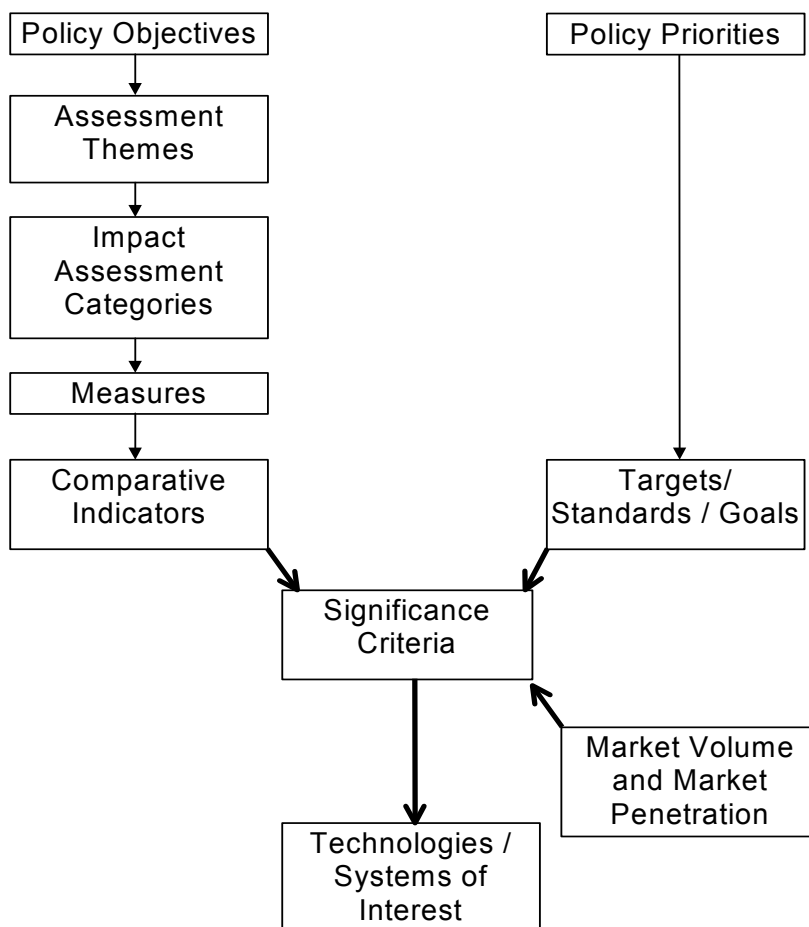 Policy Objectives
Policy Priorities
Assessment
Themes
Impact
Assessment
Categories
Measures
Comparative
Indicators
Targets/
Standards / Goals
Significance
Criteria
Market Volume
and Market
Penetration
Technologies /
Systems of
Interest